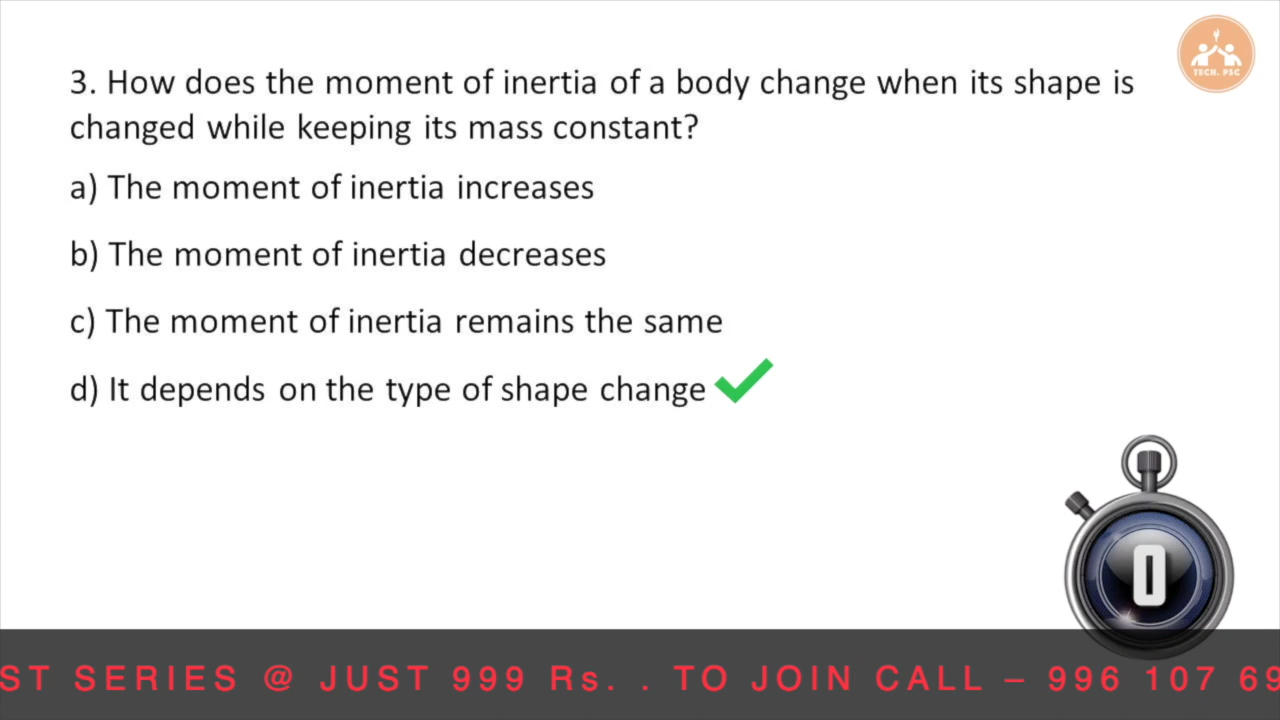 TECH. PSC
3. How does the moment of inertia of a body change when its shape is
changed while keeping its mass constant?
a) The moment of inertia increases
b) The moment of inertia decreases
c) The moment of inertia remains the same
d) It depends on the type of shape change
0
ST SERIES @ JUST 999 Rs. . TO JOIN CALL – 996 107 69